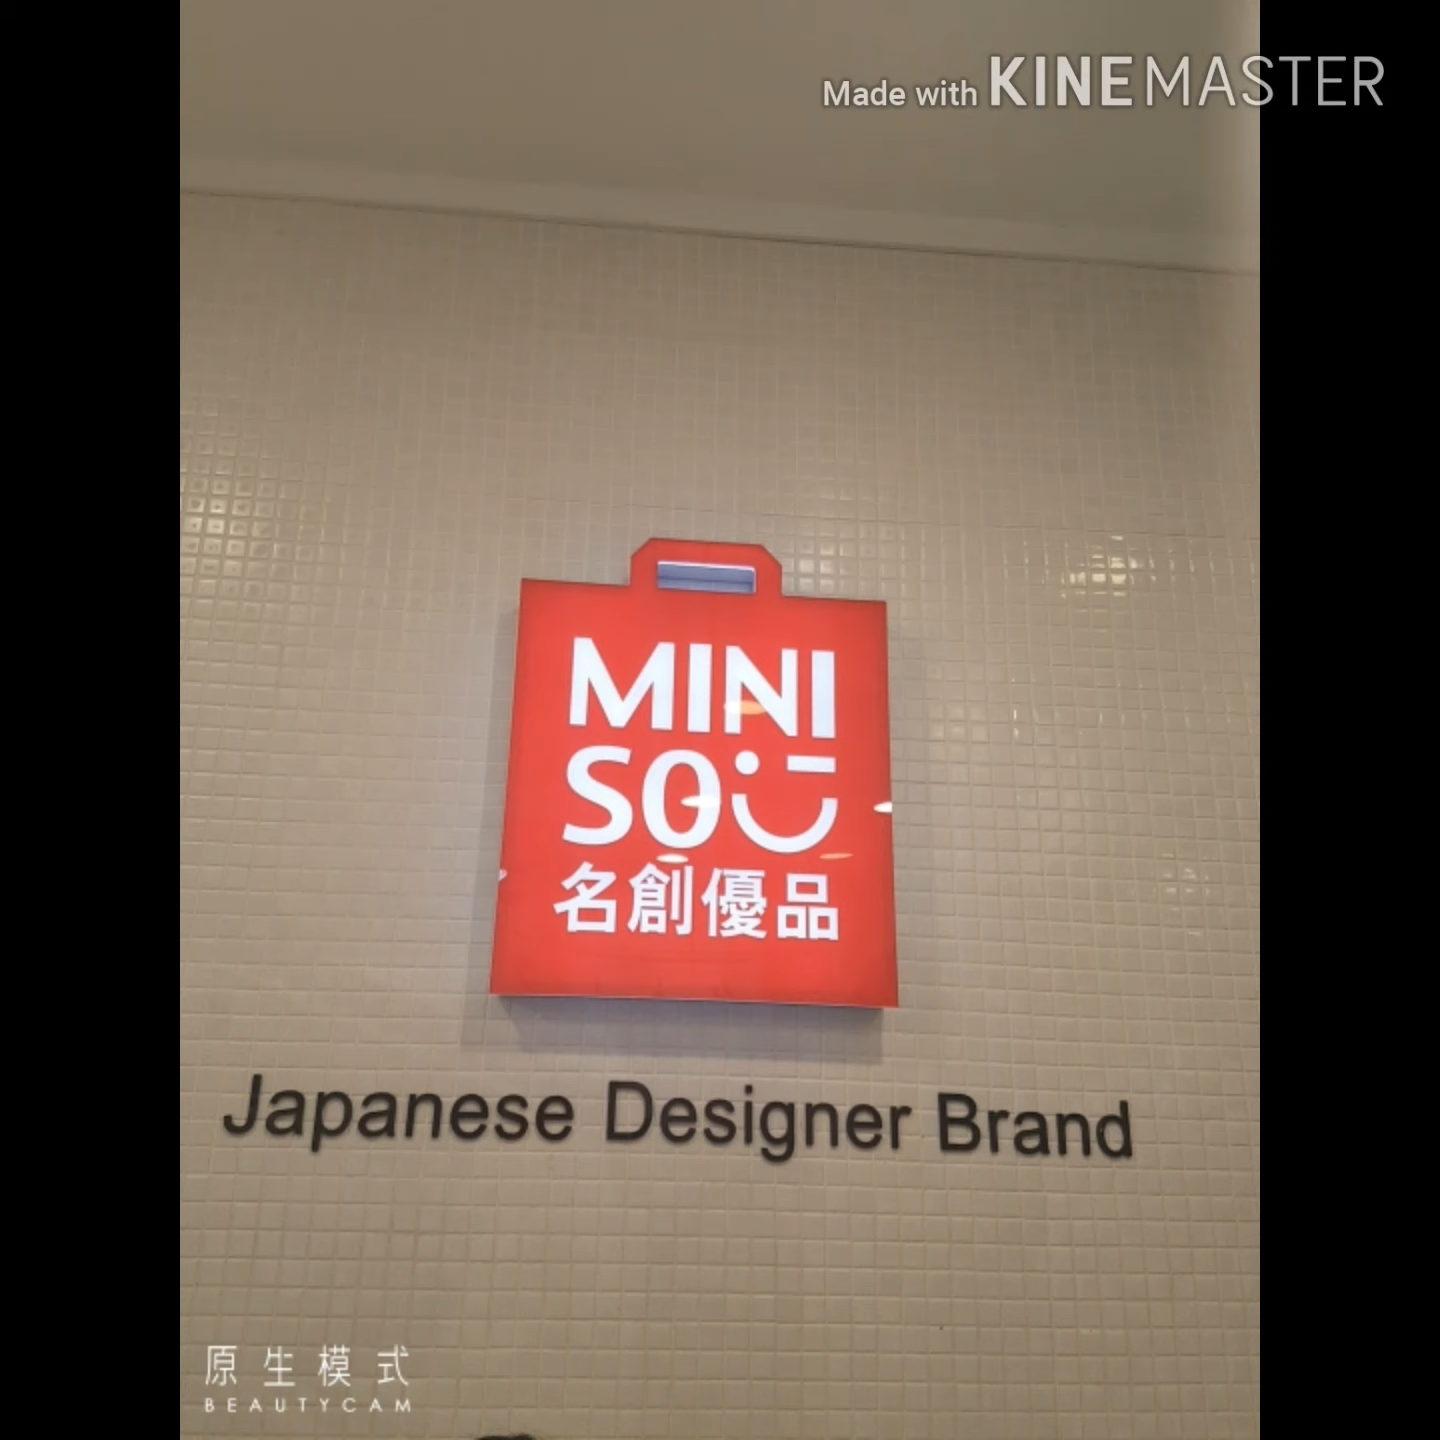 Made with KINEMASTER
MINI
SO
名創優品
Japanese Designer Brand
原生模式
BEAUTYCAM